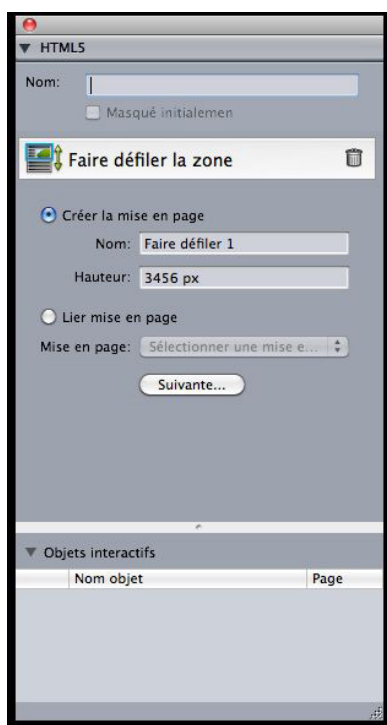 HTML5
Nom:
Masqué initialemen
Faire défiler la zone
Créer la mise en page
Nom: Faire défiler 1
Hauteur: 3456 px
Lier mise en page
Mise en page: Sélectionner une mise e...
Suivante...
Objets interactifs
Nom objet Page